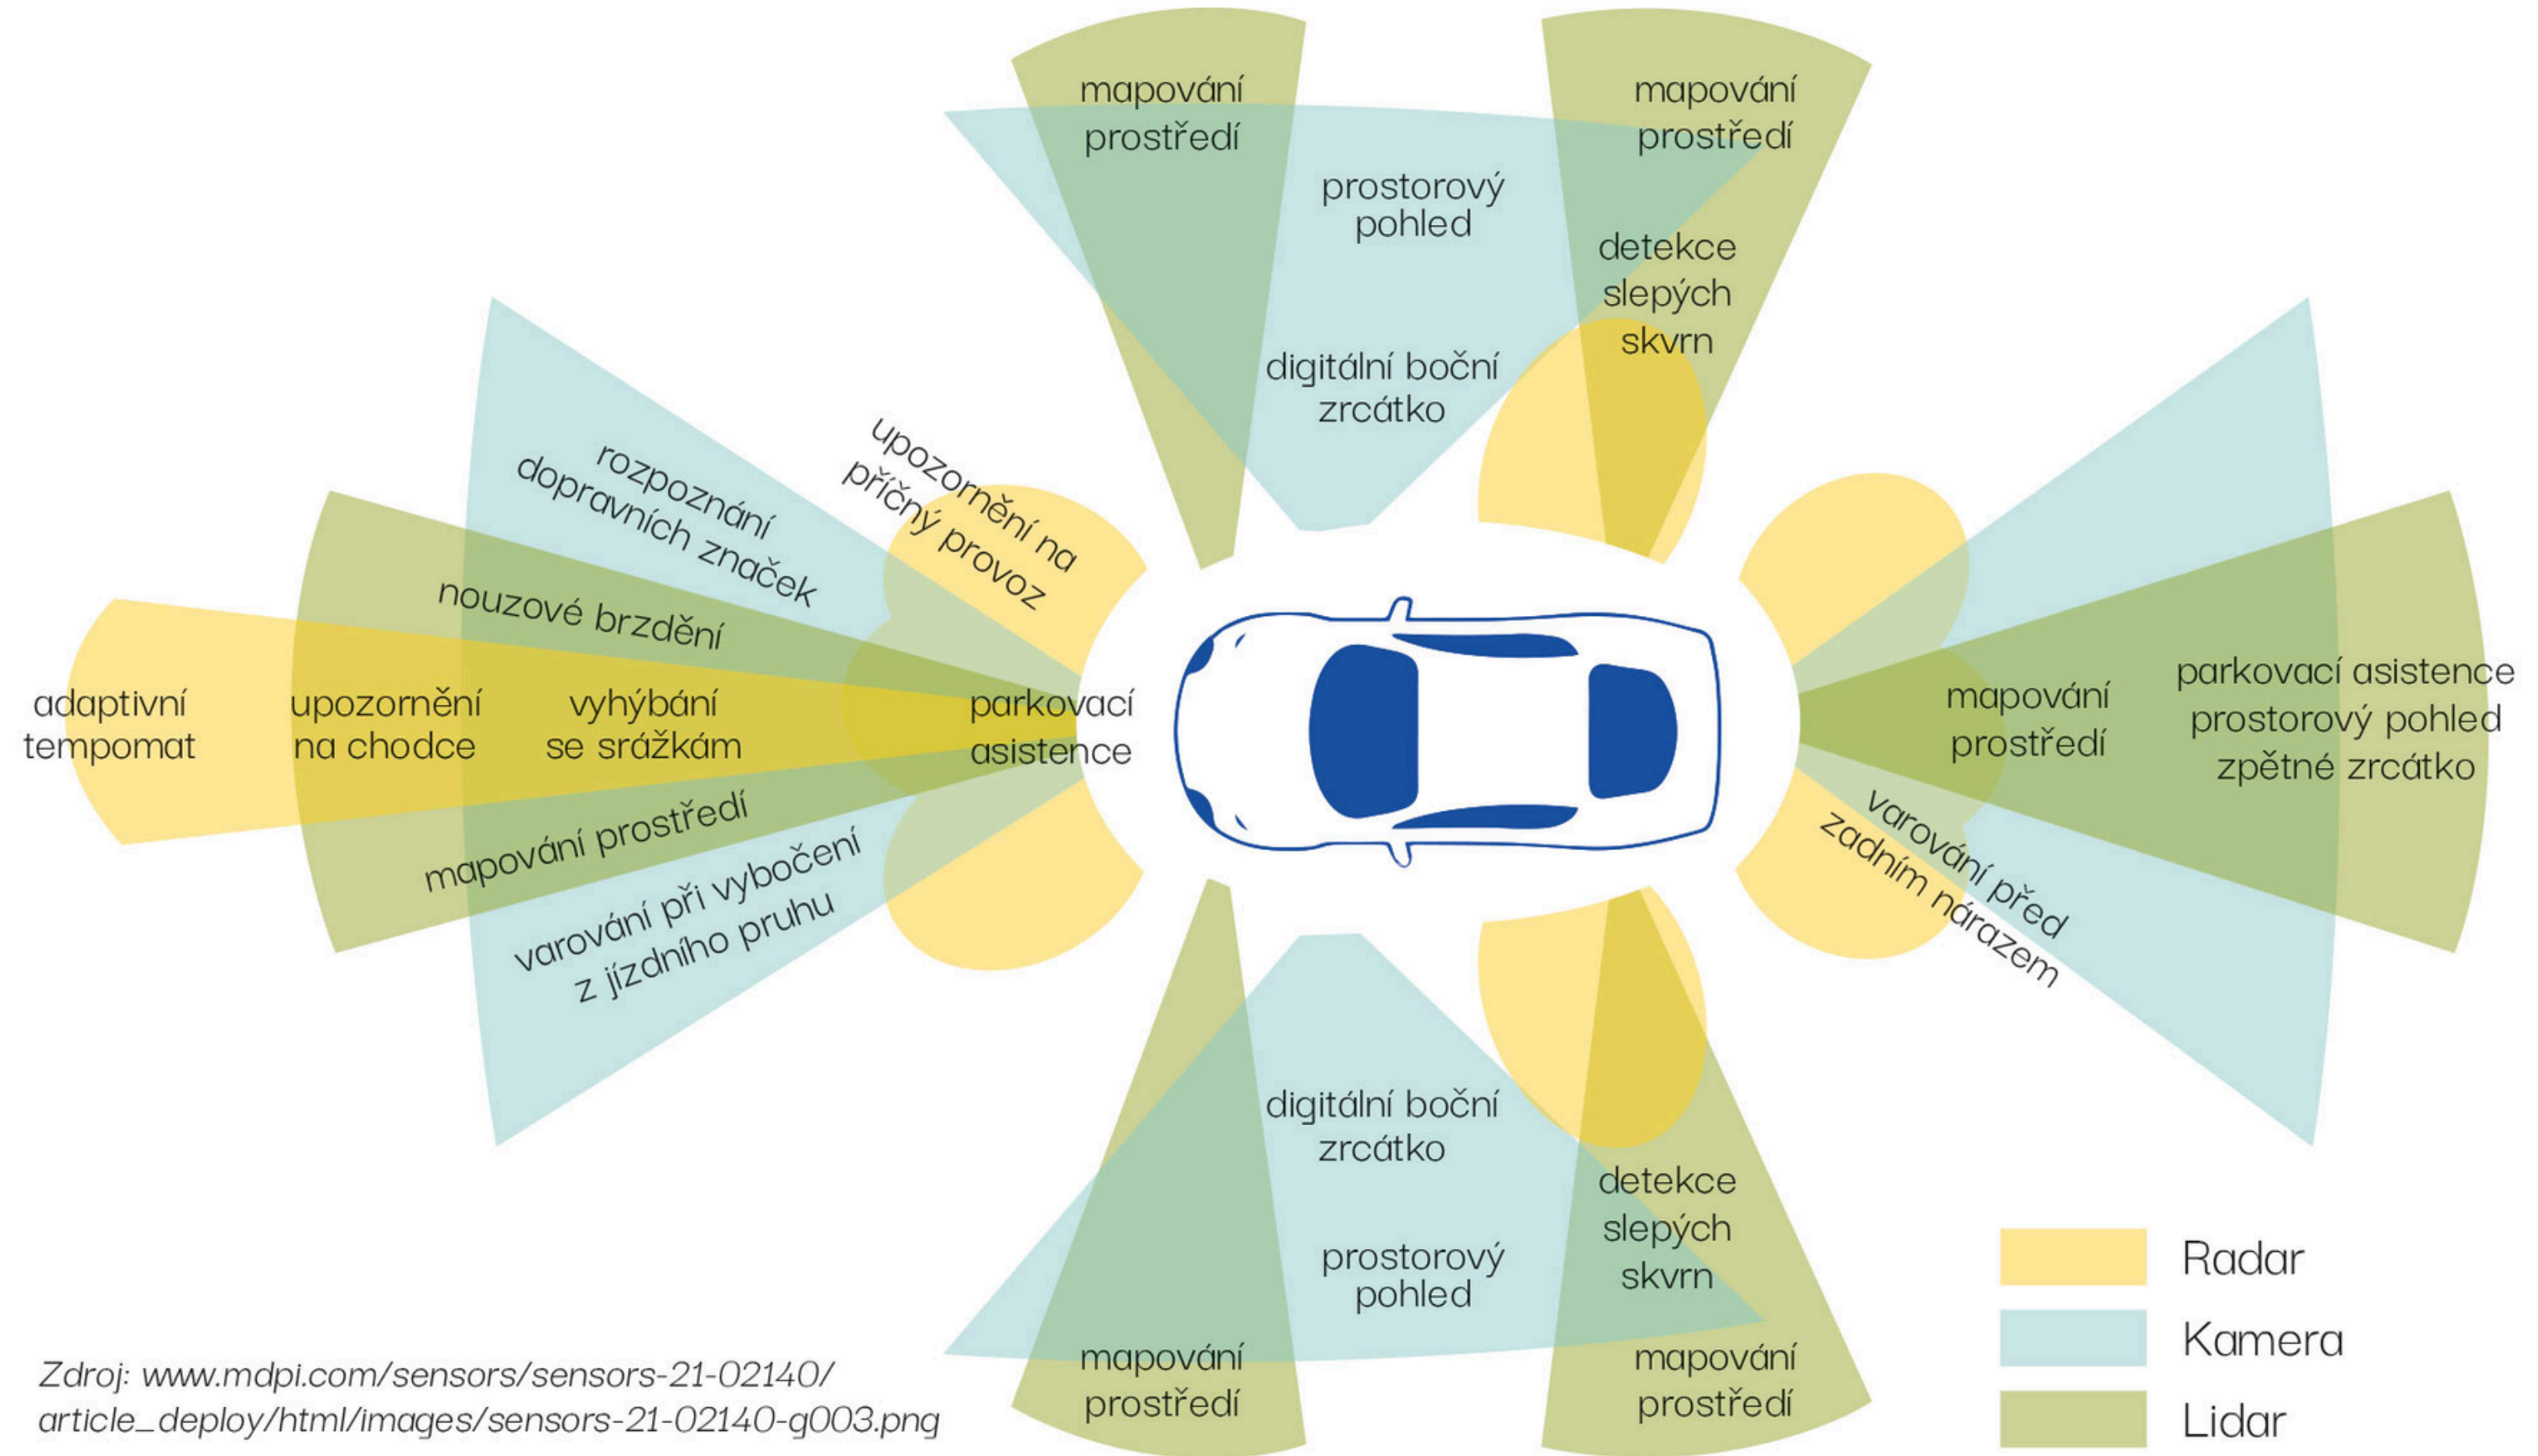 mapování
prostředí
mapování
prostředí
prostorový
pohled
detekce
slepých
skvrn
digitální boční
zrcátko
upozornění na
příčný provoz
rozpoznání
dopravních značek
nouzové brzdění
adaptivní
tempomat
upozornění
na chodce
vyhýbání
se srážkám
parkovací
asistence
mapování prostředí
varování při vybočení
z jízdního pruhu
mapování
prostředí
parkovací asistence
prostorový pohled
zpětné zrcátko
varování před
zadním nárazem
digitální boční
zrcátko
detekce
slepých
skvrn
prostorový
pohled
mapování
prostředí
mapování
prostředí
Radar
Kamera
Lidar
Zdroj: www.mdpi.com/sensors/sensors-21-02140/
article_deploy/html/images/sensors-21-02140-g003.png